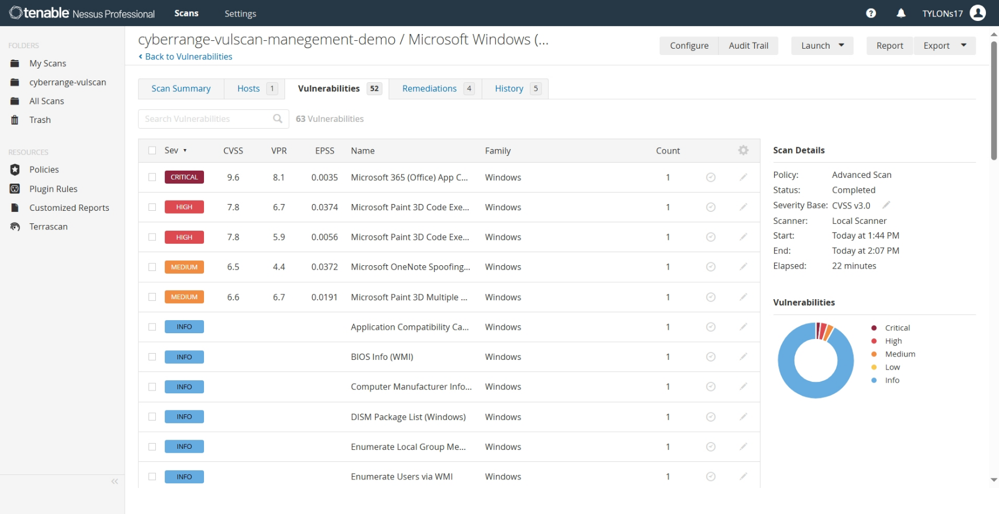 tenable Nessus Professional Scans Settings TYLONs17
FOLDERS
My Scans
cyberrange-vulscan
All Scans
Trash
RESOURCES
Policies
Plugin Rules
Customized Reports
Terrascan
cyberrange-vulscan-manegement-demo / Microsoft Windows (...
Back to Vulnerabilities
Configure Audit Trail Launch Report Export
Scan Summary Hosts 1 Vulnerabilities 52 Remediations 4 History 5
Search Vulnerabilities 63 Vulnerabilities
Sev CVSS VPR EPSS Name Family Count
CRITICAL 9.6 8.1 0.0035 Microsoft 365 (Office) App C... Windows 1
HIGH 7.8 6.7 0.0374 Microsoft Paint 3D Code Exe... Windows 1
HIGH 7.8 5.9 0.0056 Microsoft Paint 3D Code Exe... Windows 1
MEDIUM 6.5 4.4 0.0372 Microsoft OneNote Spoofing... Windows 1
MEDIUM 6.6 6.7 0.0191 Microsoft Paint 3D Multiple ... Windows 1
INFO Application Compatibility Ca... Windows 1
INFO BIOS Info (WMI) Windows 1
INFO Computer Manufacturer Info... Windows 1
INFO DISM Package List (Windows) Windows 1
INFO Enumerate Local Group Me... Windows 1
INFO Enumerate Users via WMI Windows 1
Scan Details
Policy: Advanced Scan
Status: Completed
Severity Base: CVSS v3.0
Scanner: Local Scanner
Start: Today at 1:44 PM
End: Today at 2:07 PM
Elapsed: 22 minutes
Vulnerabilities
Critical
High
Medium
Low
Info